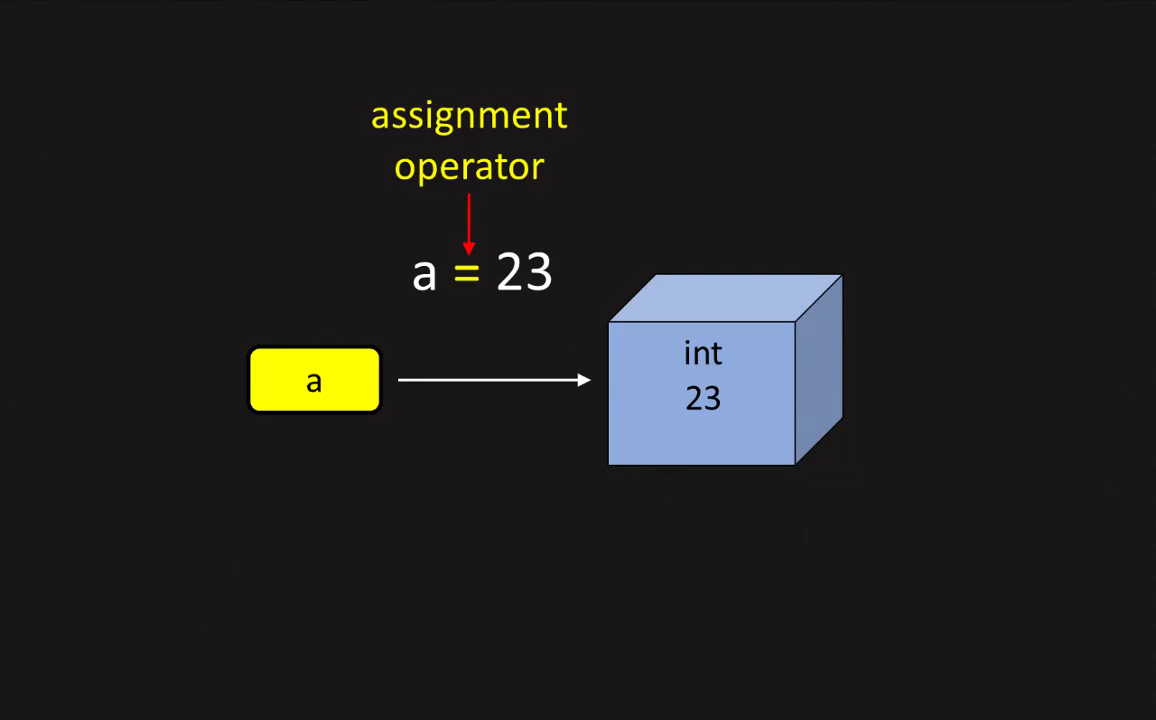 assignment
operator
a = 23
a
int
23